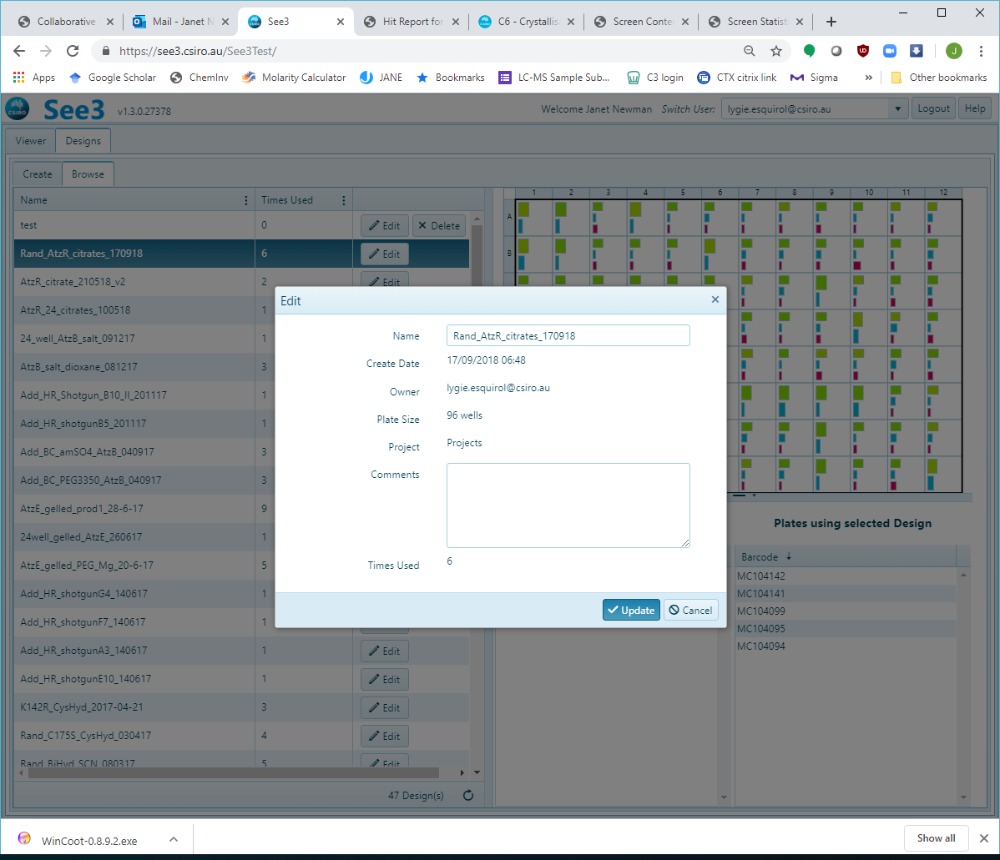 Collaborative
Mail - Janet N
See3
Hit Report for
C6 - Crystallis
Screen Conte
Screen Statist
https://see3.csiro.au/See3Test/
J
Apps
Google Scholar
ChemInv
Molarity Calculator
JANE
Bookmarks
LC-MS Sample Sub...
C3 login
CTX citrix link
Sigma
»
Other bookmarks
CSIRO
See3
v1.3.0.27378
Welcome Janet Newman
Switch User:
lygie.esquirol@csiro.au
Logout
Help
Viewer
Designs
Create
Browse
Name
Times Used
test 0 Edit Delete
Rand_AtzR_citrates_170918 6 Edit
AtzR_citrate_210518_v2 2 Edit
AtzR_24_citrates_100518 1
24_well_AtzB_salt_091217 1
AtzB_salt_dioxane_081217 3
Add_HR_Shotgun_B10_II_201117 1
Add_HR_shotgunB5_201117 1
Add_BC_amSO4_AtzB_040917 3
Add_BC_PEG3350_AtzB_040917 3
AtzE_gelled_prod1_28-6-17 9
24well_gelled_AtzE_260617 1
AtzE_gelled_PEG_Mg_20-6-17 5
Add_HR_shotgunG4_140617 1
Add_HR_shotgunF7_140617 1
Add_HR_shotgunA3_140617 1 Edit
Add_HR_shotgunE10_140617 1 Edit
K142R_CysHyd_2017-04-21 3 Edit
Rand_C175S_CysHyd_030417 4 Edit
Rand_BiHyd_SCN_080317 5 Edit
47 Design(s)
1 2 3 4 5 6 7 8 9 10 11 12
A
B
Edit
Name Rand_AtzR_citrates_170918
Create Date 17/09/2018 06:48
Owner lygie.esquirol@csiro.au
Plate Size 96 wells
Project Projects
Comments
Times Used 6
Update
Cancel
Plates using selected Design
Barcode
MC104142
MC104141
MC104099
MC104095
MC104094
WinCoot-0.8.9.2.exe
Show all